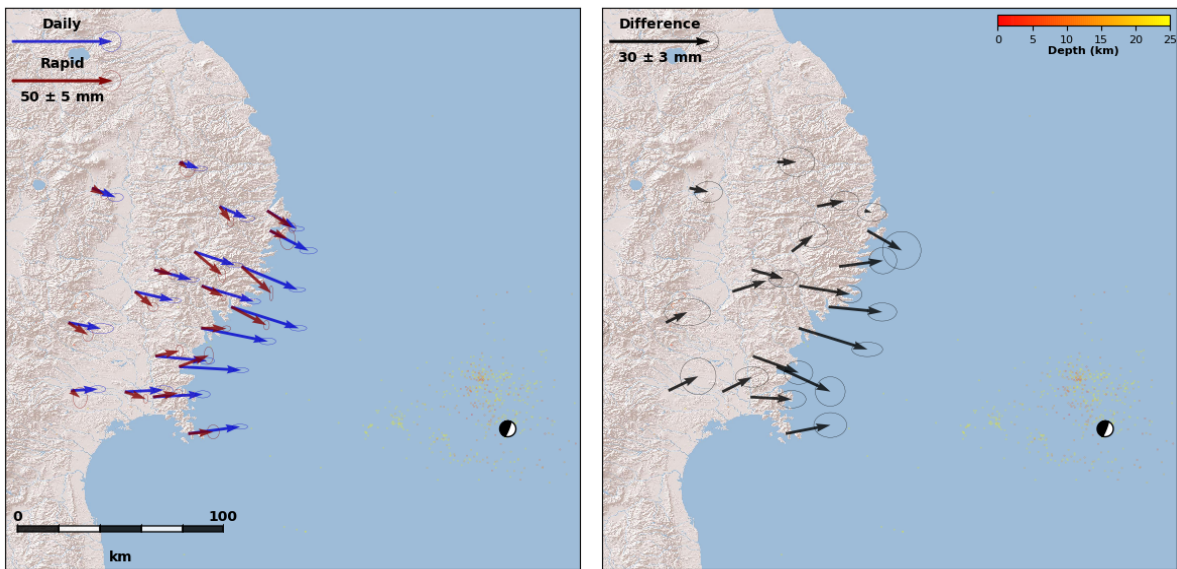 Daily
Rapid
50 ± 5 mm
0 100
km
Difference
30 ± 3 mm
0 5 10 15 20 25
Depth (km)